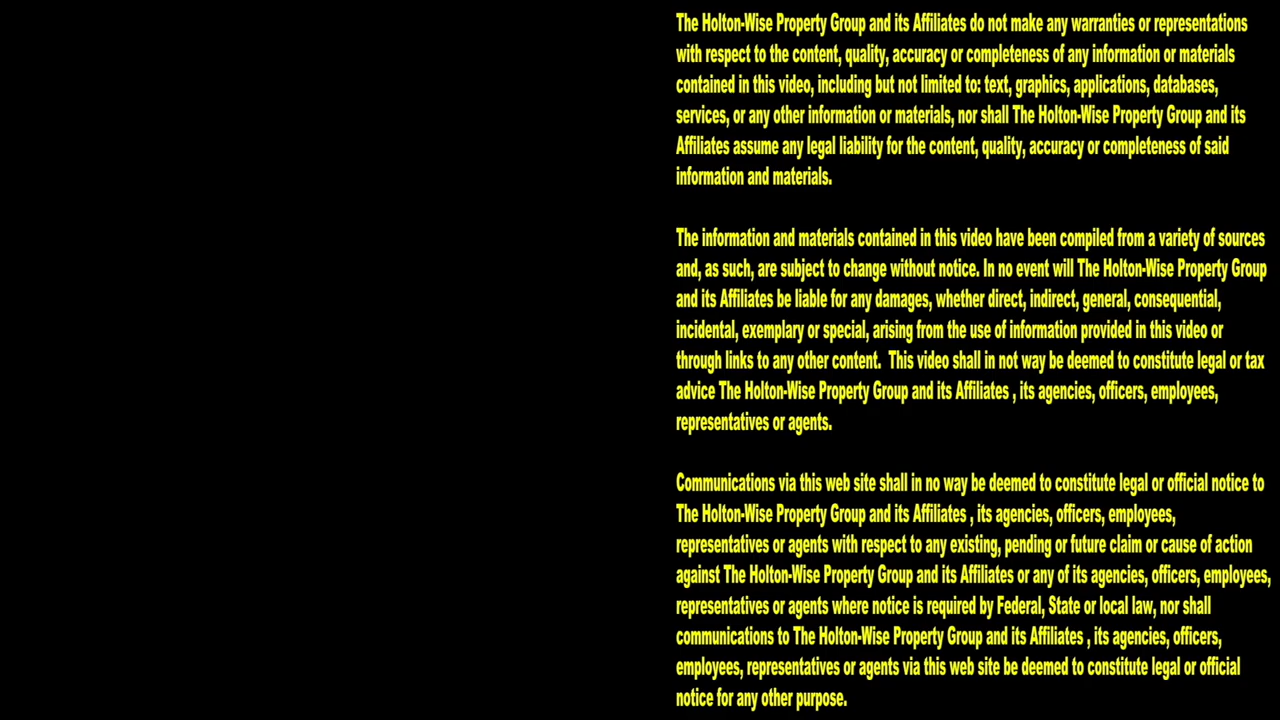 The Holton-Wise Property Group and its Affiliates do not make any warranties or representations
with respect to the content, quality, accuracy or completeness of any information or materials
contained in this video, including but not limited to: text, graphics, applications, databases,
services, or any other information or materials, nor shall The Holton-Wise Property Group and its
Affiliates assume any legal liability for the content, quality, accuracy or completeness of said
information and materials.
The information and materials contained in this video have been compiled from a variety of sources
and, as such, are subject to change without notice. In no event will The Holton-Wise Property Group
and its Affiliates be liable for any damages, whether direct, indirect, general, consequential,
incidental, exemplary or special, arising from the use of information provided in this video or
through links to any other content.  This video shall in not way be deemed to constitute legal or tax
advice The Holton-Wise Property Group and its Affiliates , its agencies, officers, employees,
representatives or agents.
Communications via this web site shall in no way be deemed to constitute legal or official notice to
The Holton-Wise Property Group and its Affiliates , its agencies, officers, employees,
representatives or agents with respect to any existing, pending or future claim or cause of action
against The Holton-Wise Property Group and its Affiliates or any of its agencies, officers, employees,
representatives or agents where notice is required by Federal, State or local law, nor shall
communications to The Holton-Wise Property Group and its Affiliates , its agencies, officers,
employees, representatives or agents via this web site be deemed to constitute legal or official
notice for any other purpose.